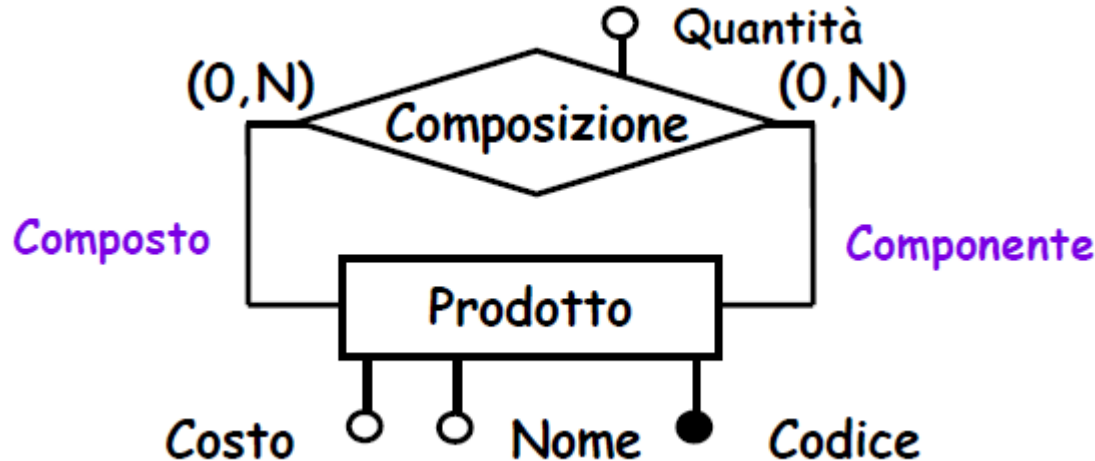 Quantità
(0,N) (0,N)
Composizione
Composto Componente
Prodotto
Costo Nome Codice